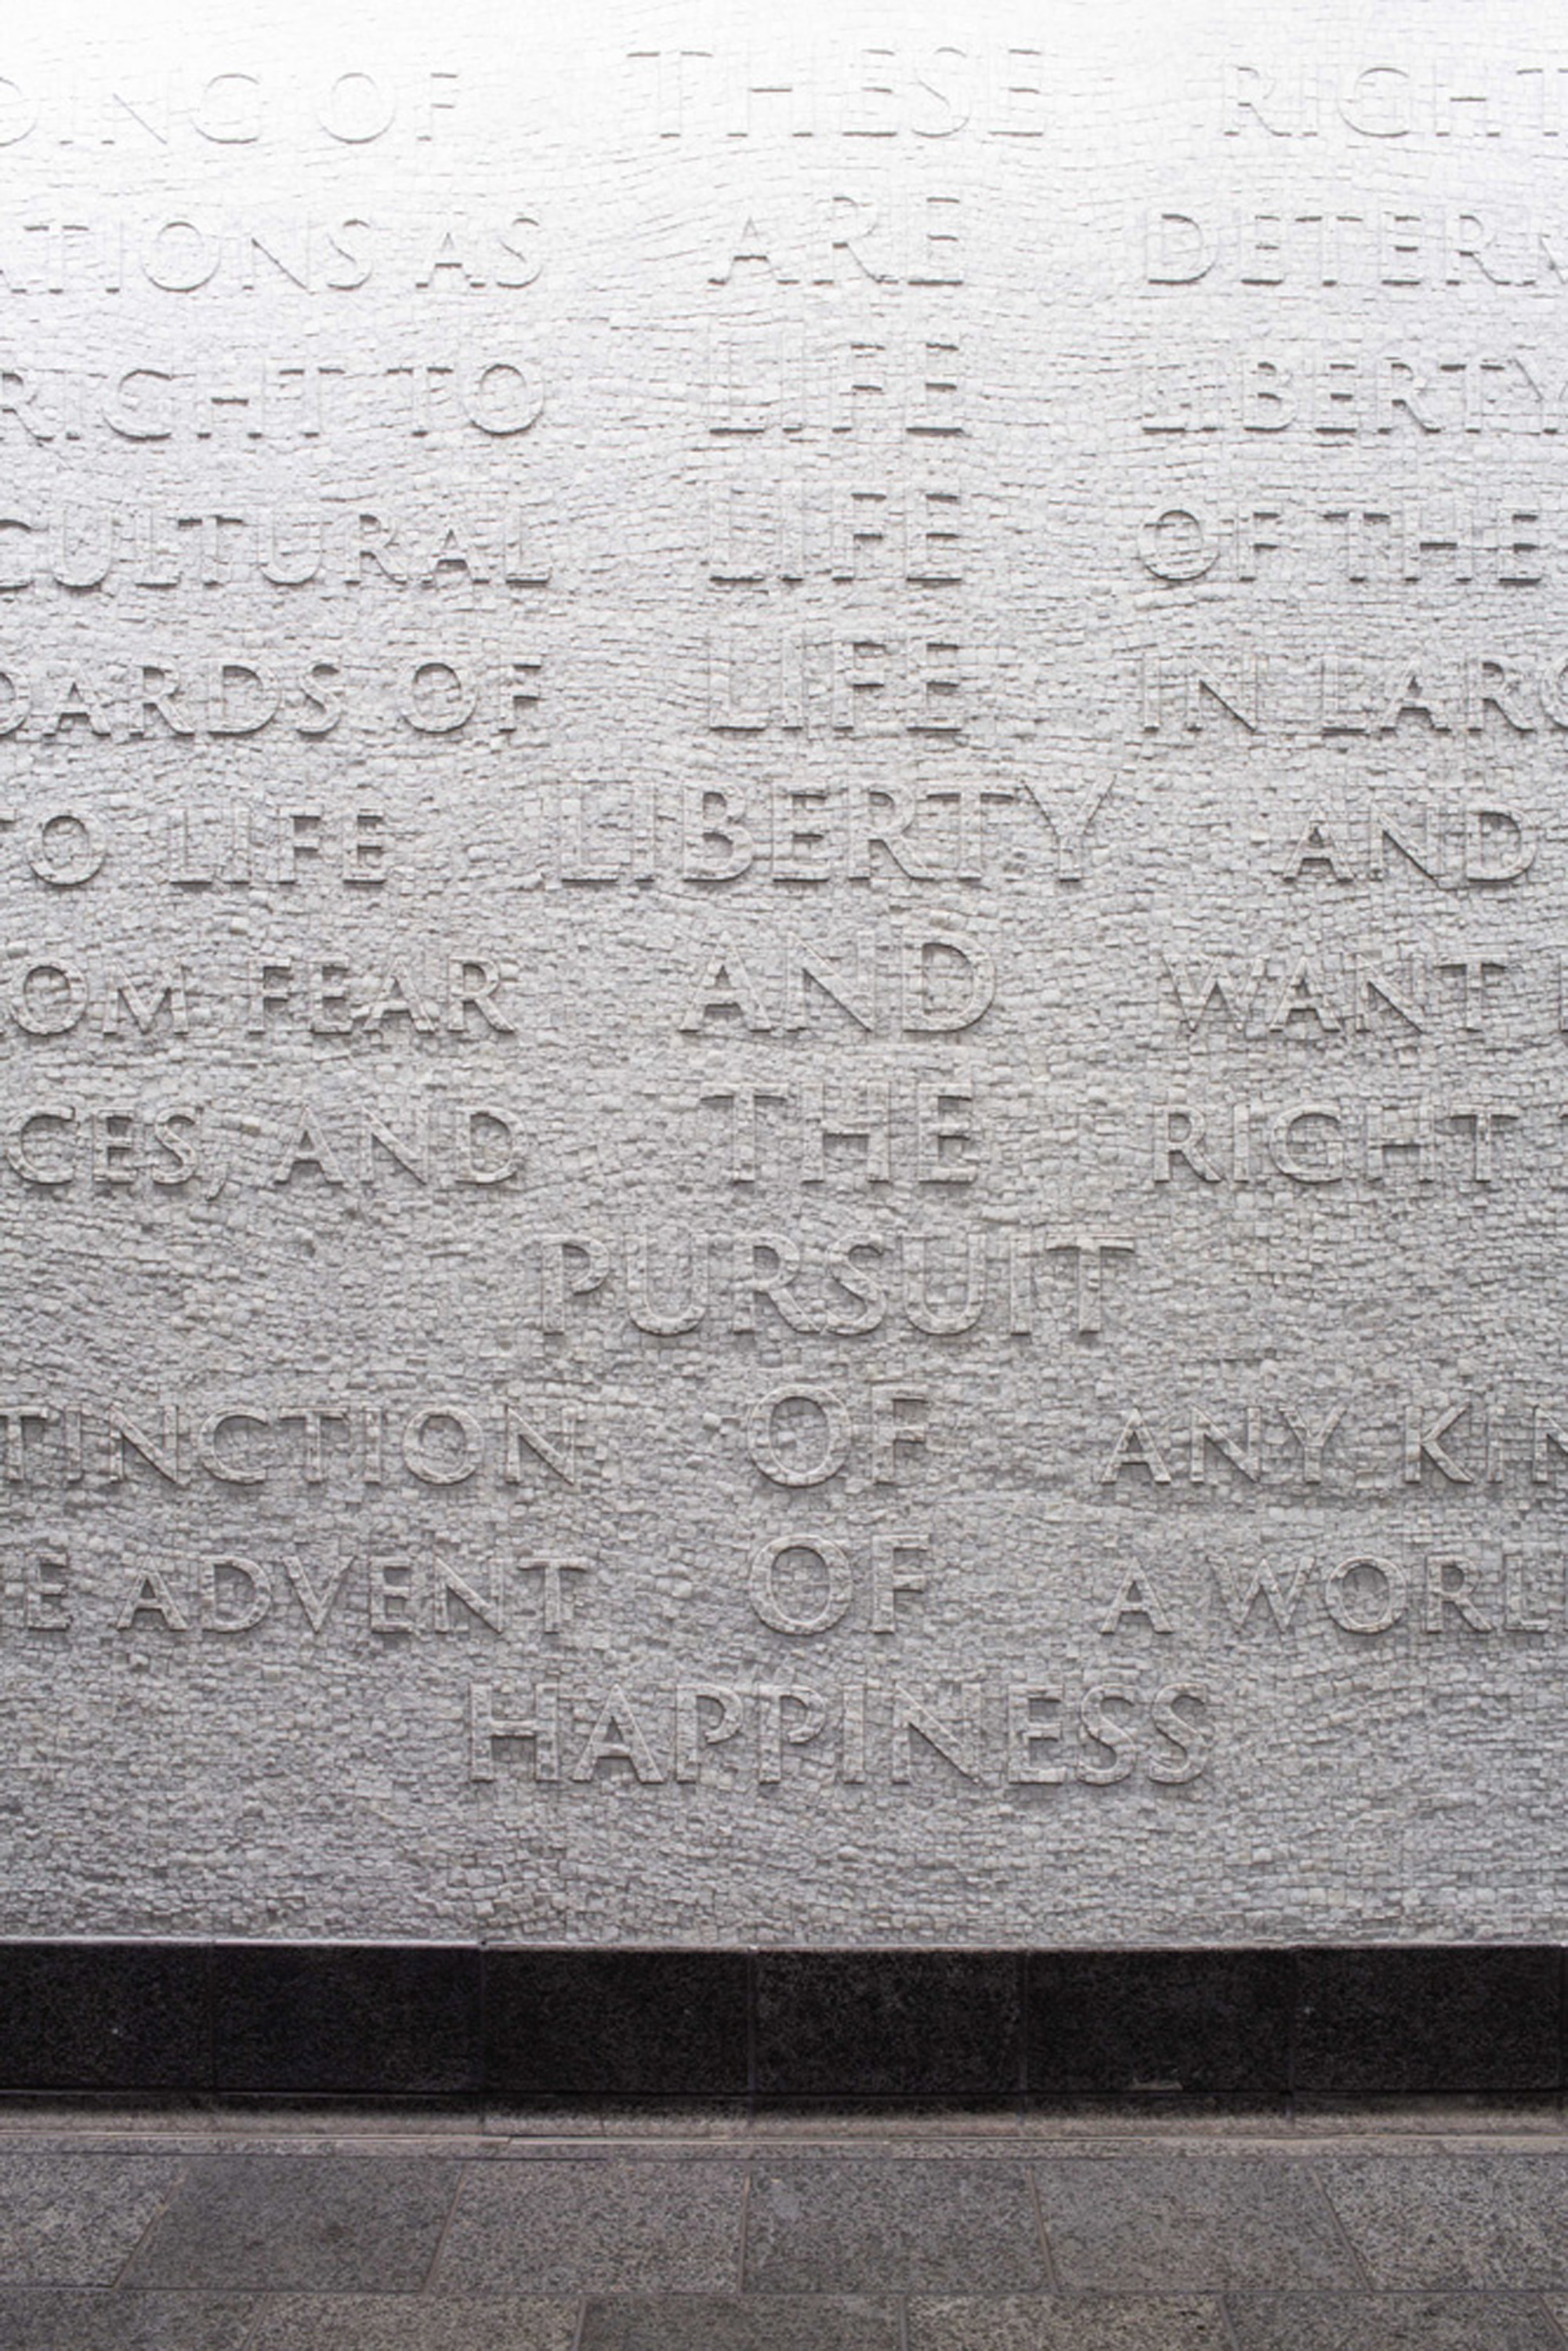 DING OF THESE RIGHT
ATIONS AS ARE DETERM
RIGHT TO LIFE LIBERTY
CULTURAL LIFE OF THE
DARDS OF LIFE IN LARG
TO LIFE LIBERTY AND
OM FEAR AND WANT
CES, AND THE RIGHT
PURSUIT
TINCTION OF ANY KIN
E ADVENT OF A WORL
HAPPINESS